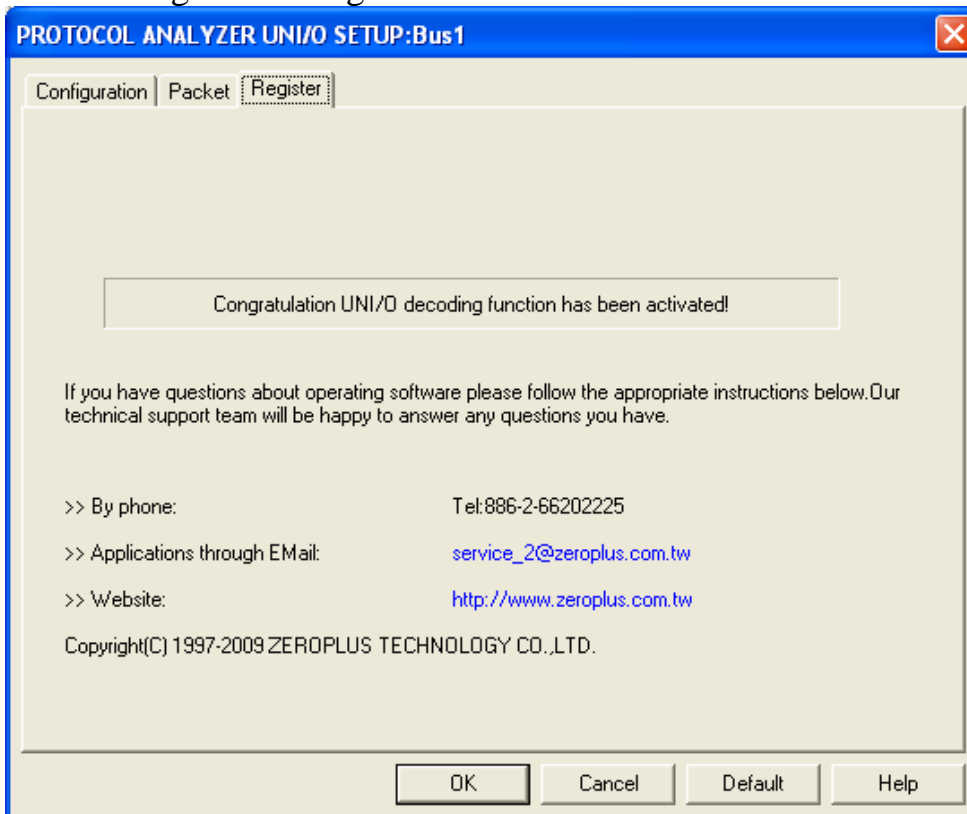 PROTOCOL ANALYZER UNI/O SETUP:Bus1
Configuration Packet Register
Congratulation UNI/O decoding function has been activated!
If you have questions about operating software please follow the appropriate instructions below.Our
technical support team will be happy to answer any questions you have.
>> By phone: Tel:886-2-66202225
>> Applications through EMail: service_2@zeroplus.com.tw
>> Website: http://www.zeroplus.com.tw
Copyright(C) 1997-2009 ZEROPLUS TECHNOLOGY CO.,LTD.
OK Cancel Default Help